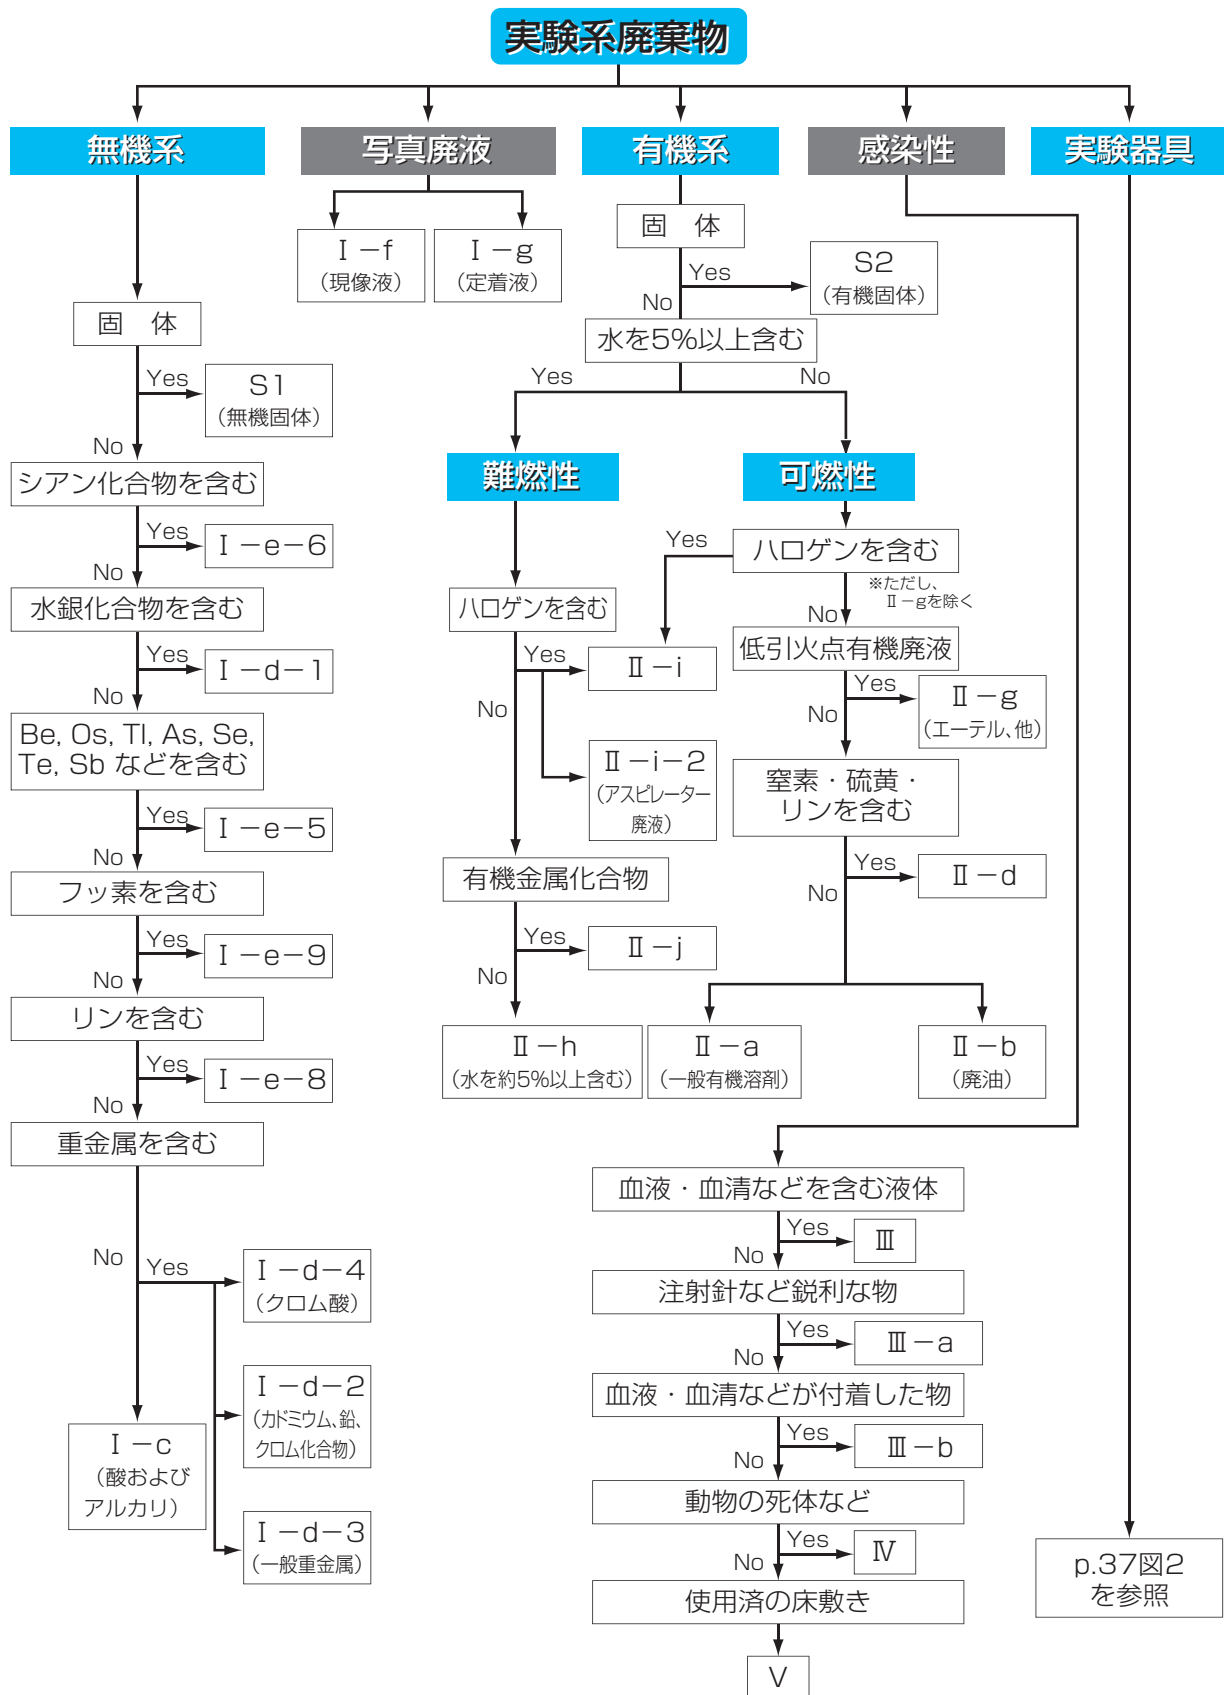 実験系廃棄物
無機系
写真廃液
有機系
感染性
実験器具
固　体
Yes
S1
(無機固体)
No
シアン化合物を含む
Yes
Ⅰ－e－6
No
水銀化合物を含む
Yes
Ⅰ－d－1
No
Be, Os, Tl, As, Se,
Te, Sb などを含む
Yes
Ⅰ－e－5
No
フッ素を含む
Yes
Ⅰ－e－9
No
リンを含む
Yes
Ⅰ－e－8
No
重金属を含む
No
Yes
Ⅰ－d－4
(クロム酸)
Ⅰ－d－2
(カドミウム、鉛、
クロム化合物)
Ⅰ－d－3
(一般重金属)
Ⅰ－c
(酸および
アルカリ)
Ⅰ－f
(現像液)
Ⅰ－g
(定着液)
固　体
Yes
S2
(有機固体)
No
水を5%以上含む
Yes
No
難燃性
可燃性
ハロゲンを含む
Yes
Ⅱ－i
Ⅱ－i－2
(アスピレーター
廃液)
No
有機金属化合物
Yes
Ⅱ－j
No
Ⅱ－h
(水を約5%以上含む)
ハロゲンを含む
Yes
※ただし、
Ⅱ－gを除く
No
低引火点有機廃液
Yes
Ⅱ－g
(エーテル、他)
No
窒素・硫黄・
リンを含む
Yes
Ⅱ－d
No
Ⅱ－a
(一般有機溶剤)
Ⅱ－b
(廃油)
血液・血清などを含む液体
Yes
Ⅲ
No
注射針など鋭利な物
Yes
Ⅲ－a
No
血液・血清などが付着した物
Yes
Ⅲ－b
No
動物の死体など
Yes
Ⅳ
No
使用済の床敷き
Ⅴ
p.37図2
を参照